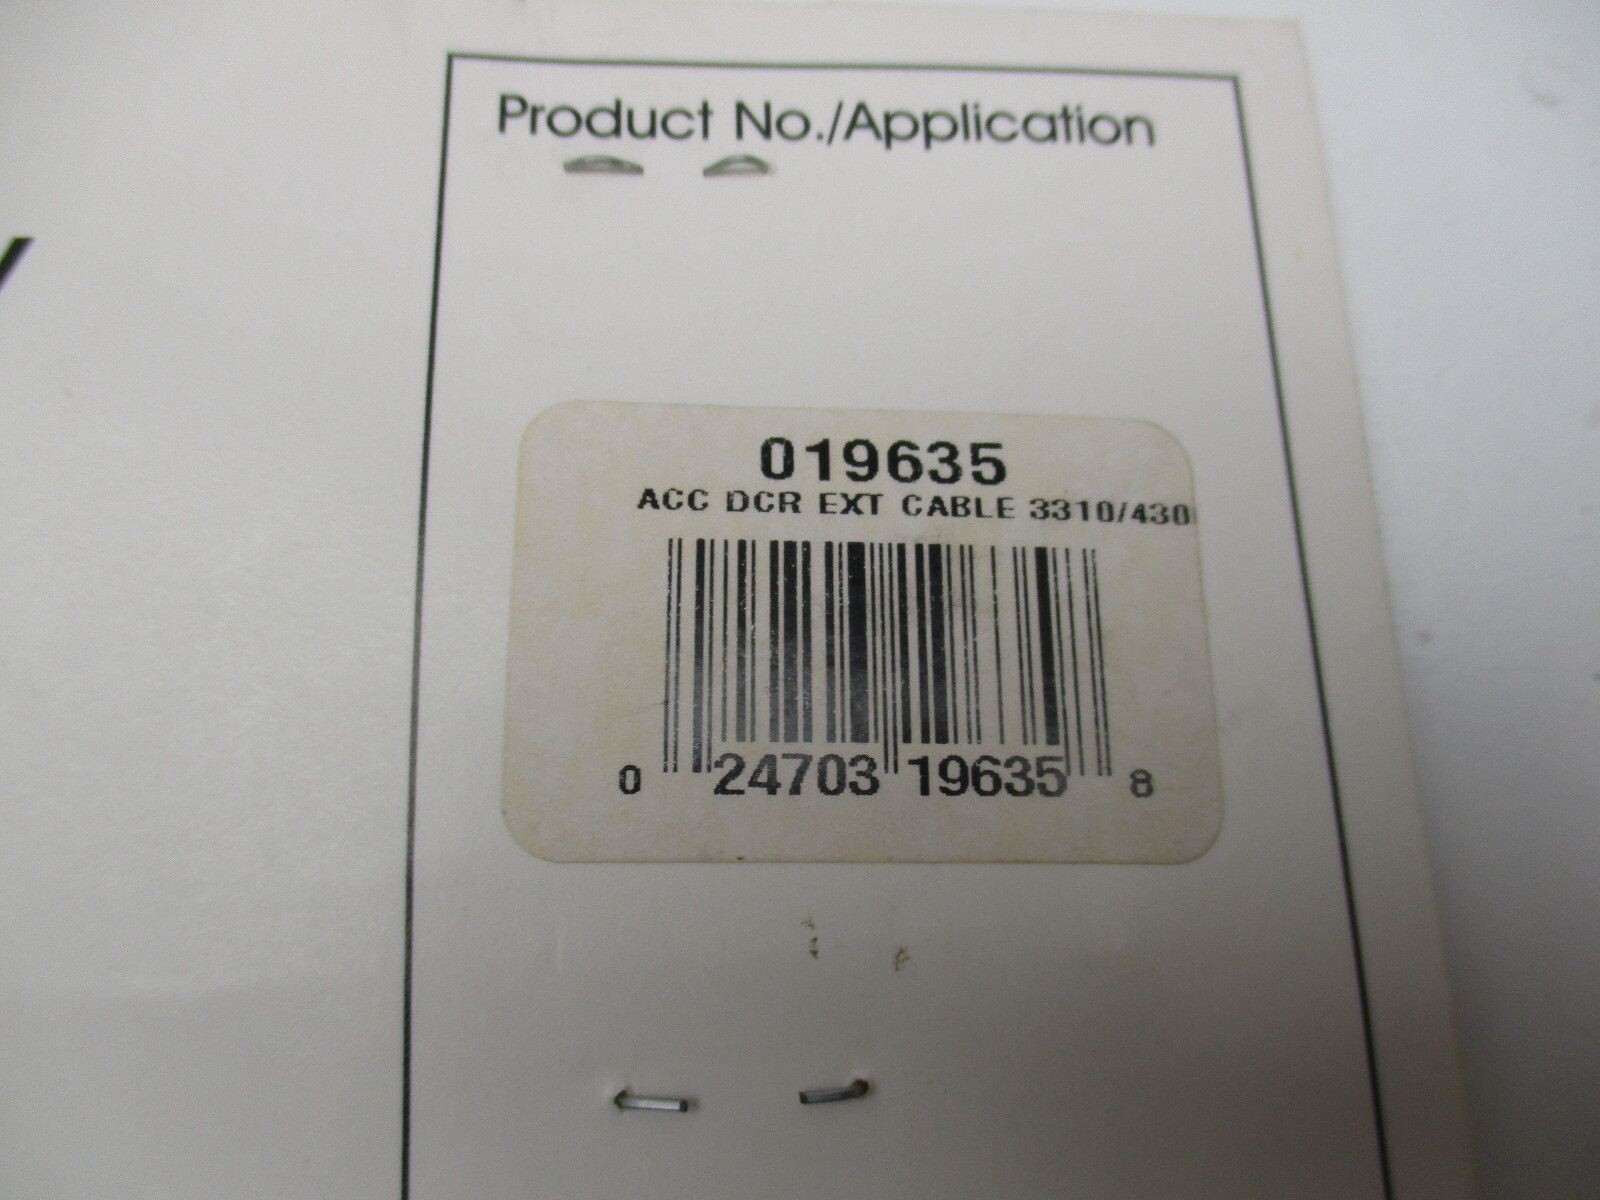 Product No./Application
019635
ACC DCR EXT CABLE 3310/430
0 24703 19635 8